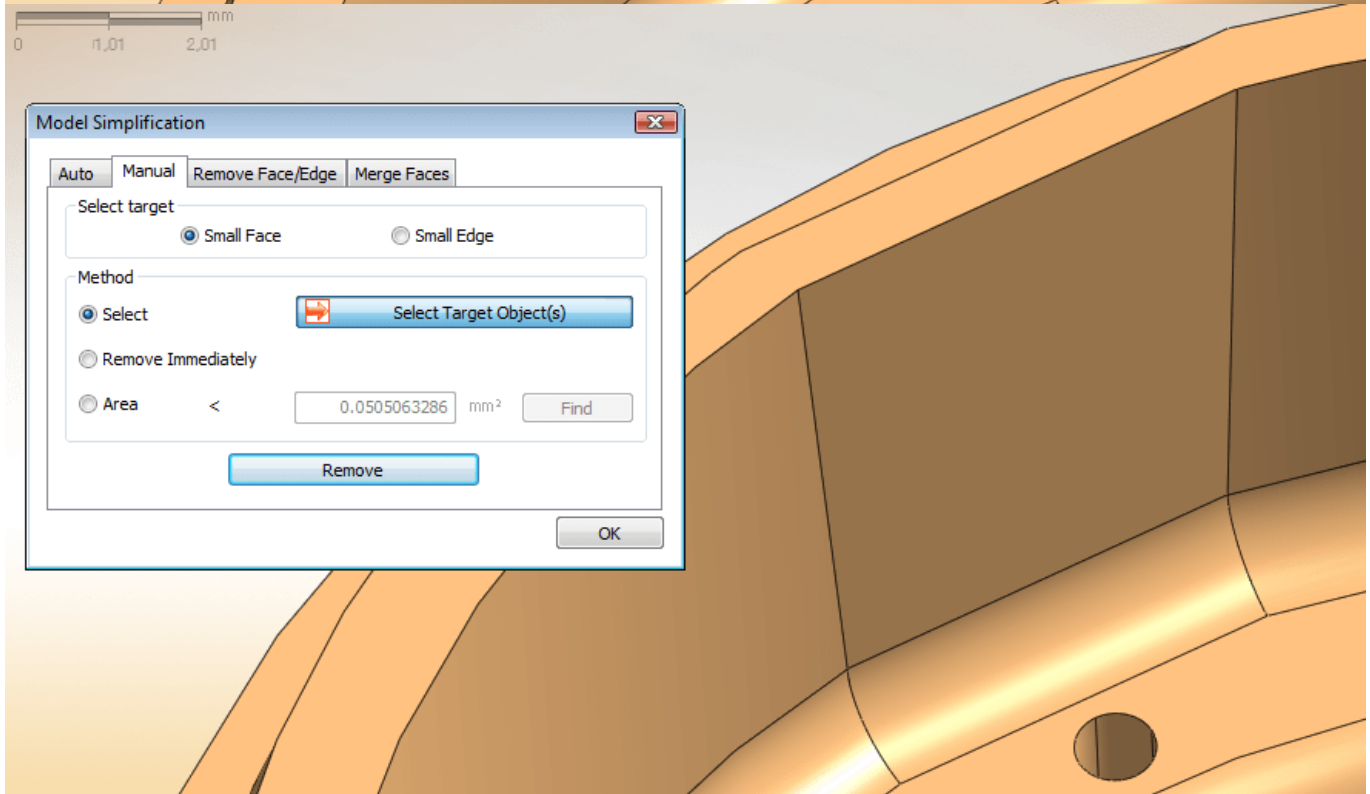 mm
0 1,01 2,01
Model Simplification
Auto Manual Remove Face/Edge Merge Faces
Select target
Small Face Small Edge
Method
Select Select Target Object(s)
Remove Immediately
Area < 0.0505063286 mm² Find
Remove
OK